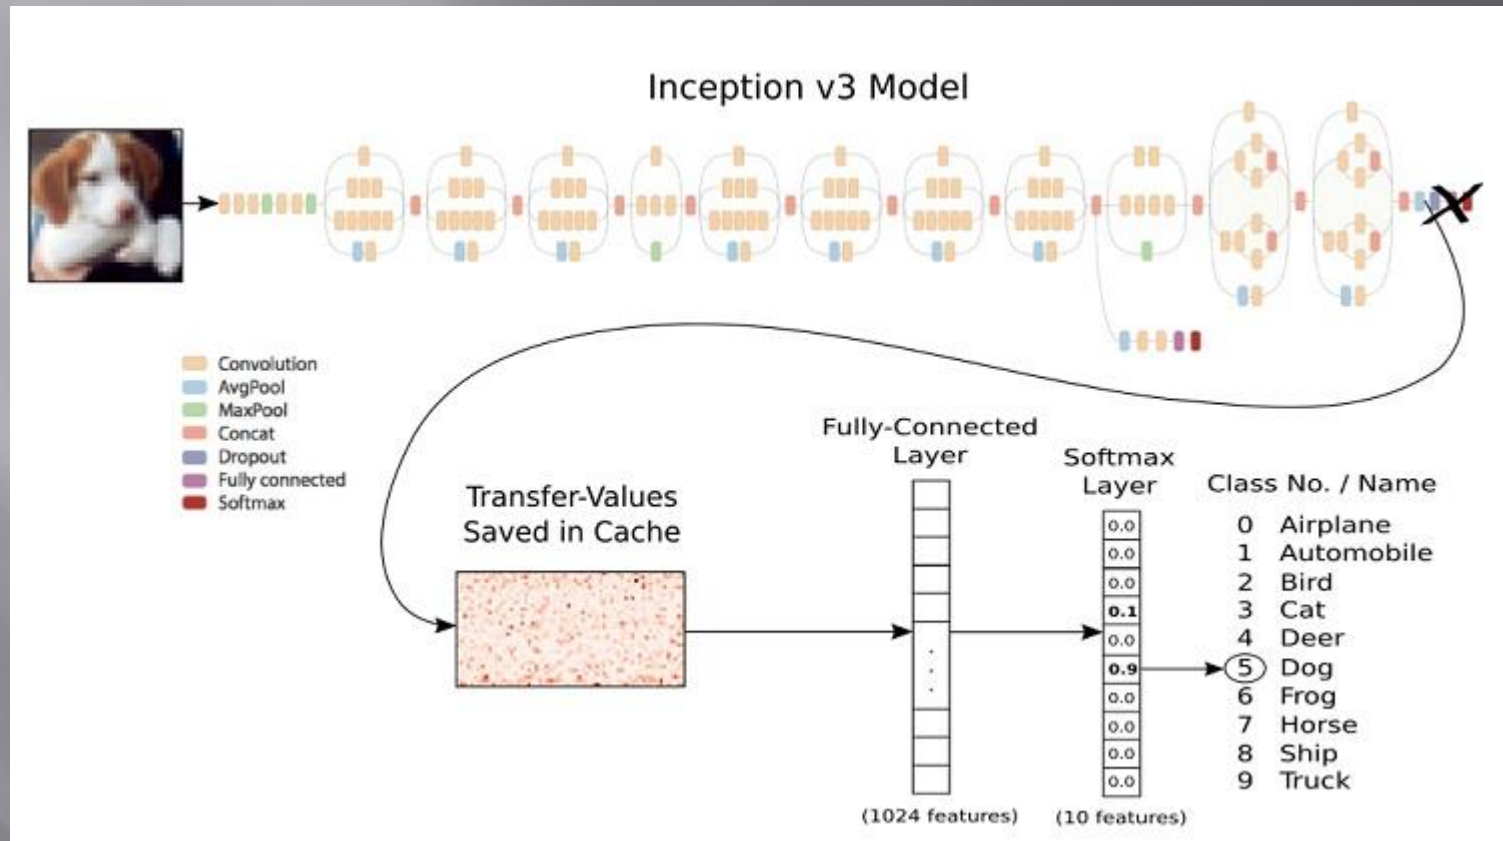 Inception v3 Model
Convolution
AvgPool
MaxPool
Concat
Dropout
Fully connected
Softmax
Transfer-Values
Saved in Cache
Fully-Connected
Layer
(1024 features)
Softmax
Layer
0.0
0.0
0.0
0.1
0.0
0.9
0.0
0.0
0.0
0.0
(10 features)
Class No. / Name
0 Airplane
1 Automobile
2 Bird
3 Cat
4 Deer
5 Dog
6 Frog
7 Horse
8 Ship
9 Truck